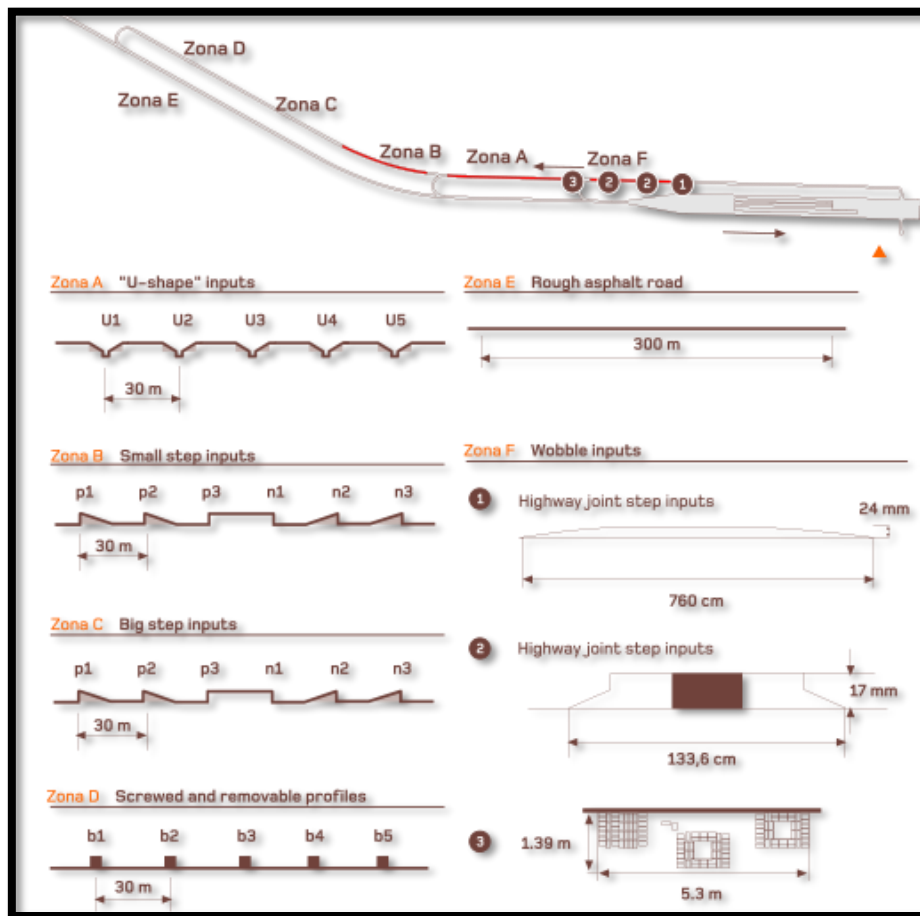 Zona D
Zona E
Zona C
Zona B
Zona A
Zona F
3 2 2 1
Zona A "U-shape" inputs
U1 U2 U3 U4 U5
30 m
Zona E Rough asphalt road
300 m
Zona B Small step inputs
p1 p2 p3 n1 n2 n3
30 m
Zona F Wobble inputs
1 Highway joint step inputs
24 mm
760 cm
Zona C Big step inputs
p1 p2 p3 n1 n2 n3
30 m
2 Highway joint step inputs
17 mm
133,6 cm
Zona D Screwed and removable profiles
b1 b2 b3 b4 b5
30 m
3 1.39 m
5.3 m